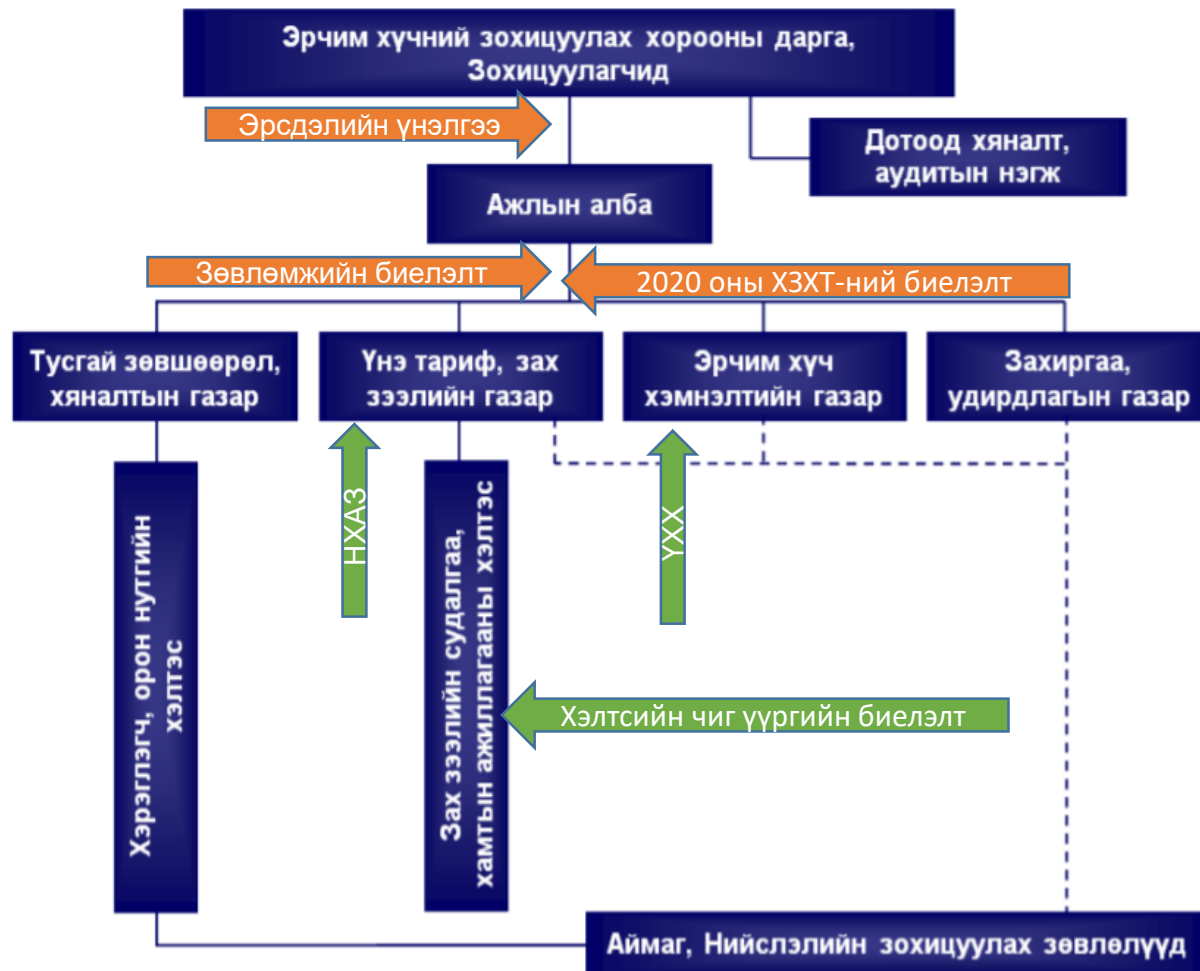 Эрчим хүчний зохицуулах хорооны дарга,
Зохицуулагчид
Эрсдэлийн үнэлгээ
Дотоод хяналт,
аудитын нэгж
Ажлын алба
Зөвлөмжийн биелэлт
2020 оны ХЗХТ-ний биелэлт
Тусгай зөвшөөрөл,
хяналтын газар
Үнэ тариф, зах
зээлийн газар
Эрчим хүч
хэмнэлтийн газар
Захиргаа,
удирдлагын газар
Хэрэглэгч, орон нутгийн
хэлтэс
НХАЗ
Зах зээлийн судалгаа,
хамтын ажиллагааны хэлтэс
ҮХХ
Хэлтсийн чиг үүргийн биелэлт
Аймаг, Нийслэлийн зохицуулах зөвлөлүүд